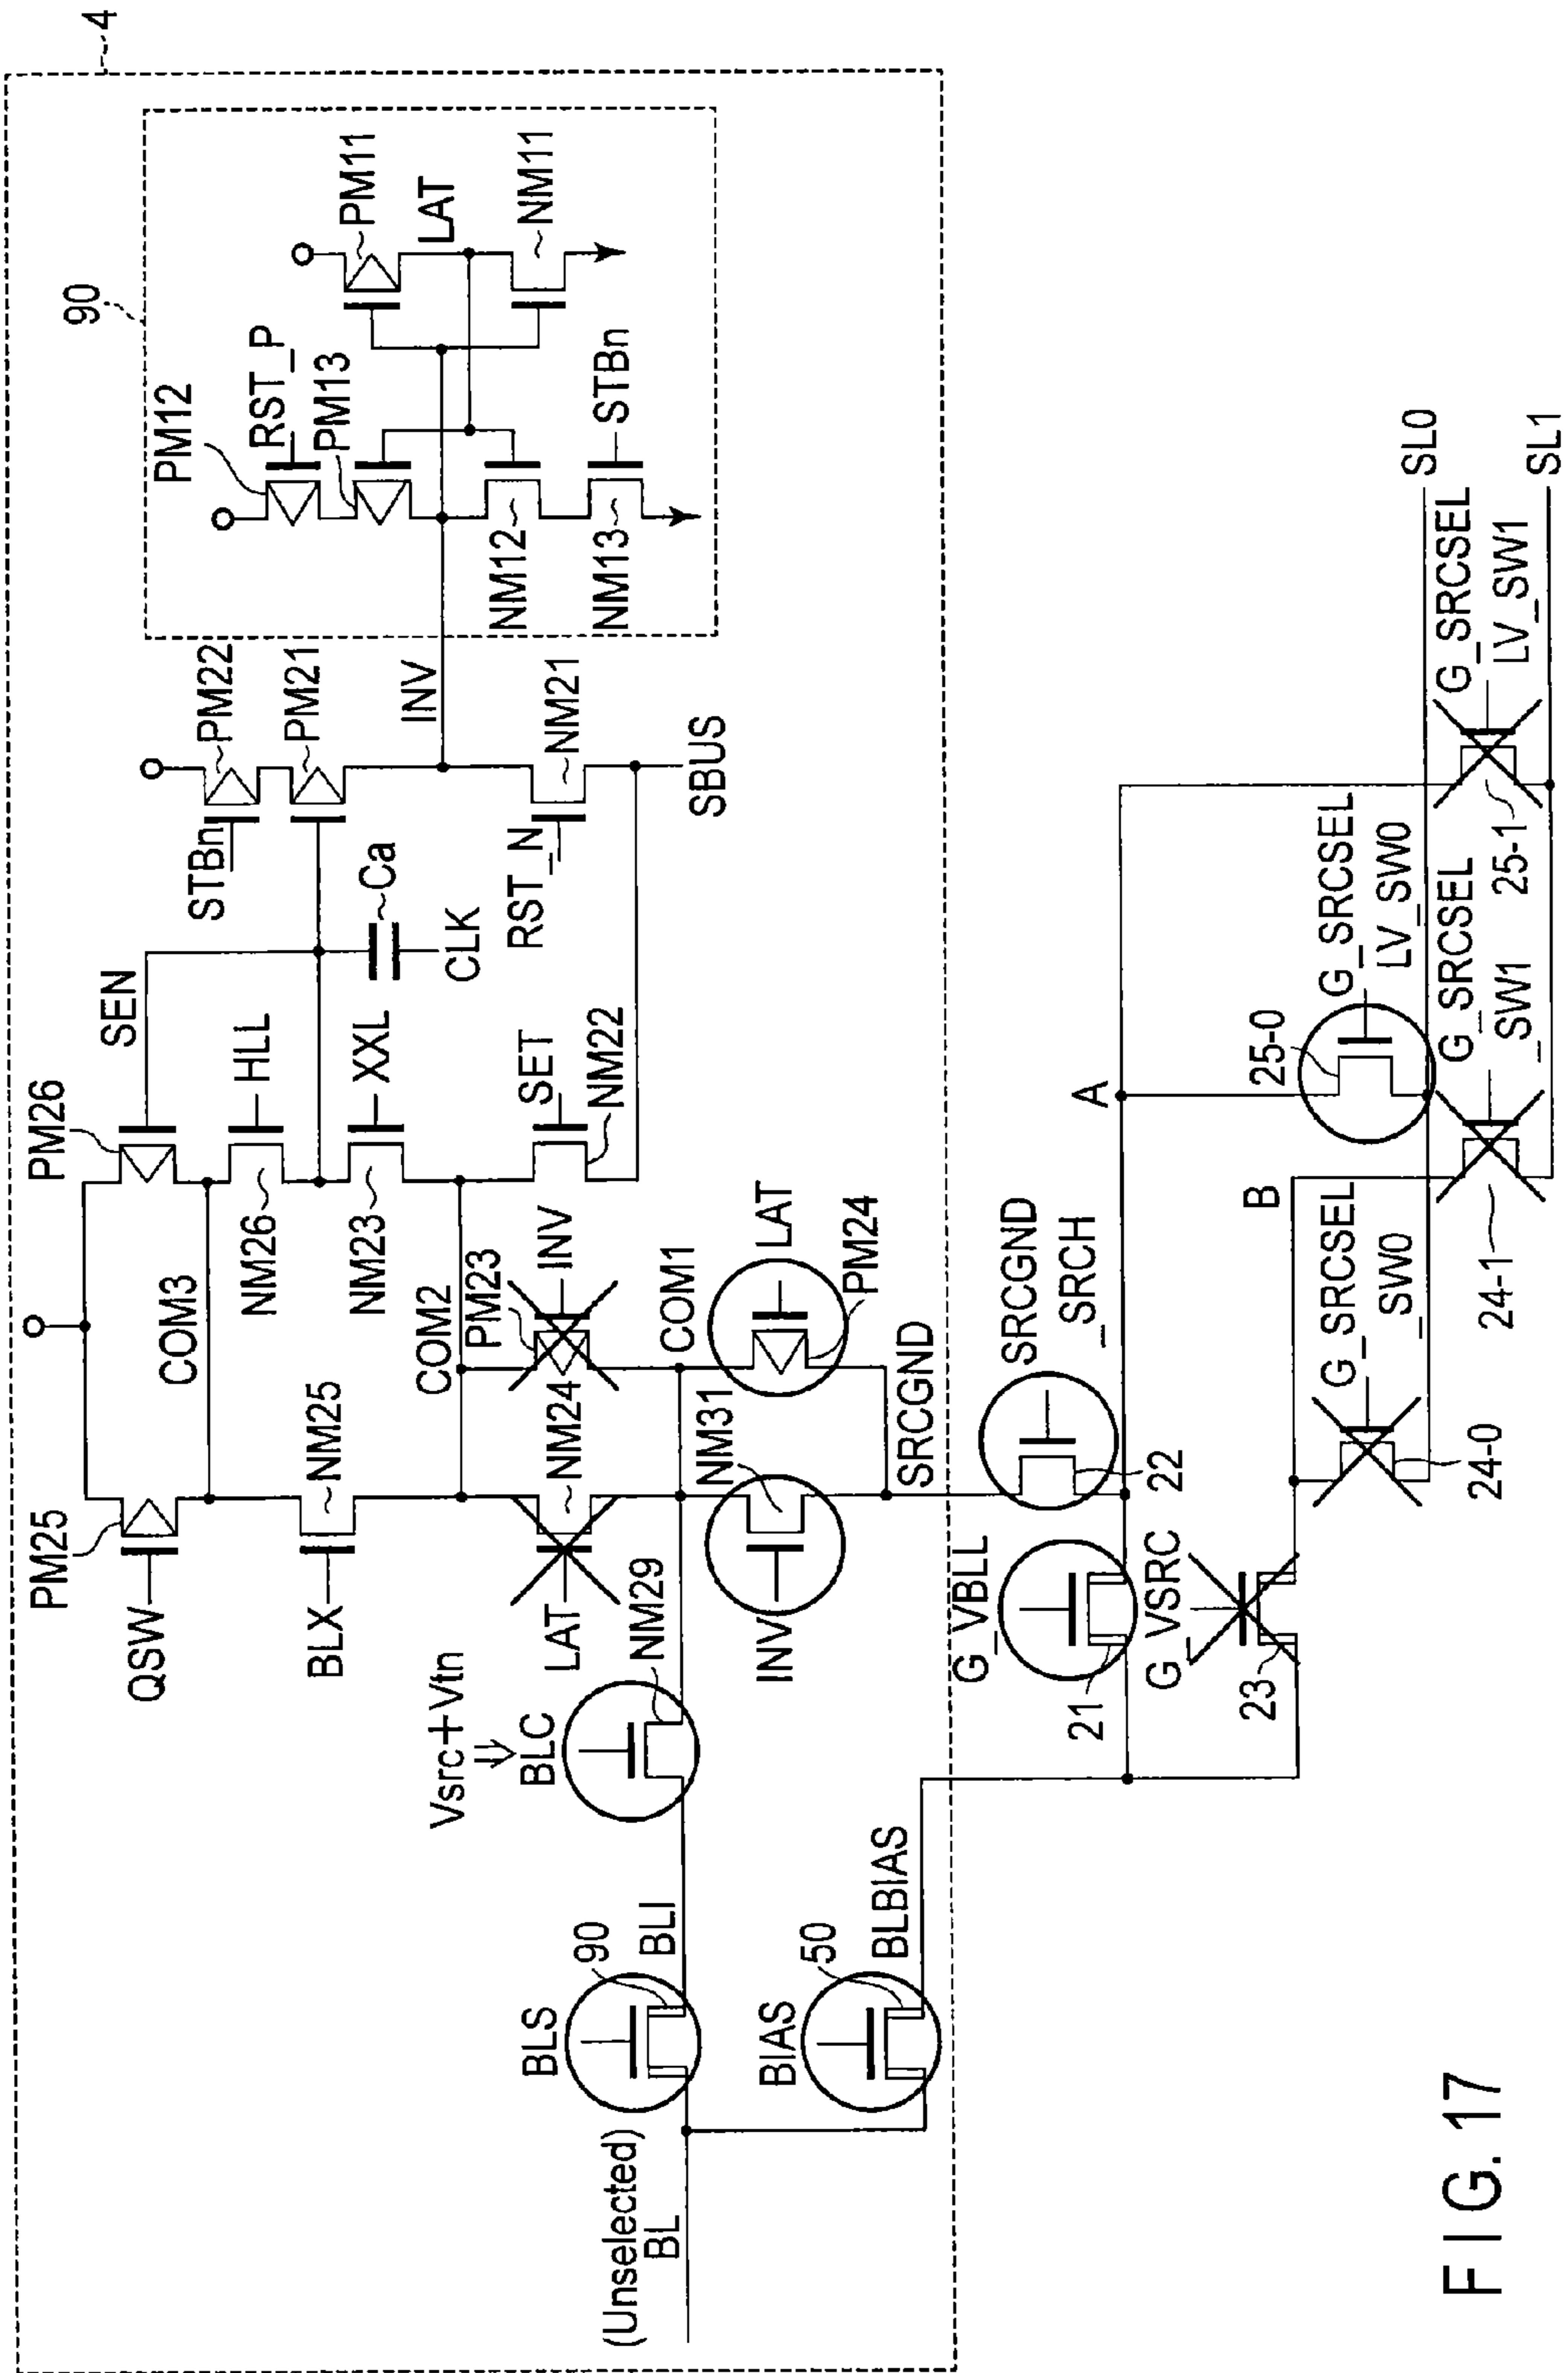 4
90
PM12
RST_P
PM13
PM11
LAT
NM11
NM12
NM13
STBn
PM22
PM21
STBn
INV
NM21
RST_N
SBUS
Ca
CLK
SEN
PM26
HLL
NM26
XXL
NM23
SET
NM22
COM3
PM25
QSW
NM25
BLX
COM2
PM23
INV
NM24
LAT
COM1
LAT
PM24
NM31
INV
SRCGND
Vsrc+Vtn
BLC
NM29
BLI
BLS
90
BIAS
50
BLBIAS
(Unselected)
BL
SRCGND
_SRCH
22
G_VBLL
21
G_VSRC
23
A
B
25-0
G_SRCSEL
LV_SW0
G_SRCSEL
LV_SW1
25-1
G_SRCSEL
_SW1
24-1
G_SRCSEL
_SW0
24-0
SL0
SL1
FIG. 17